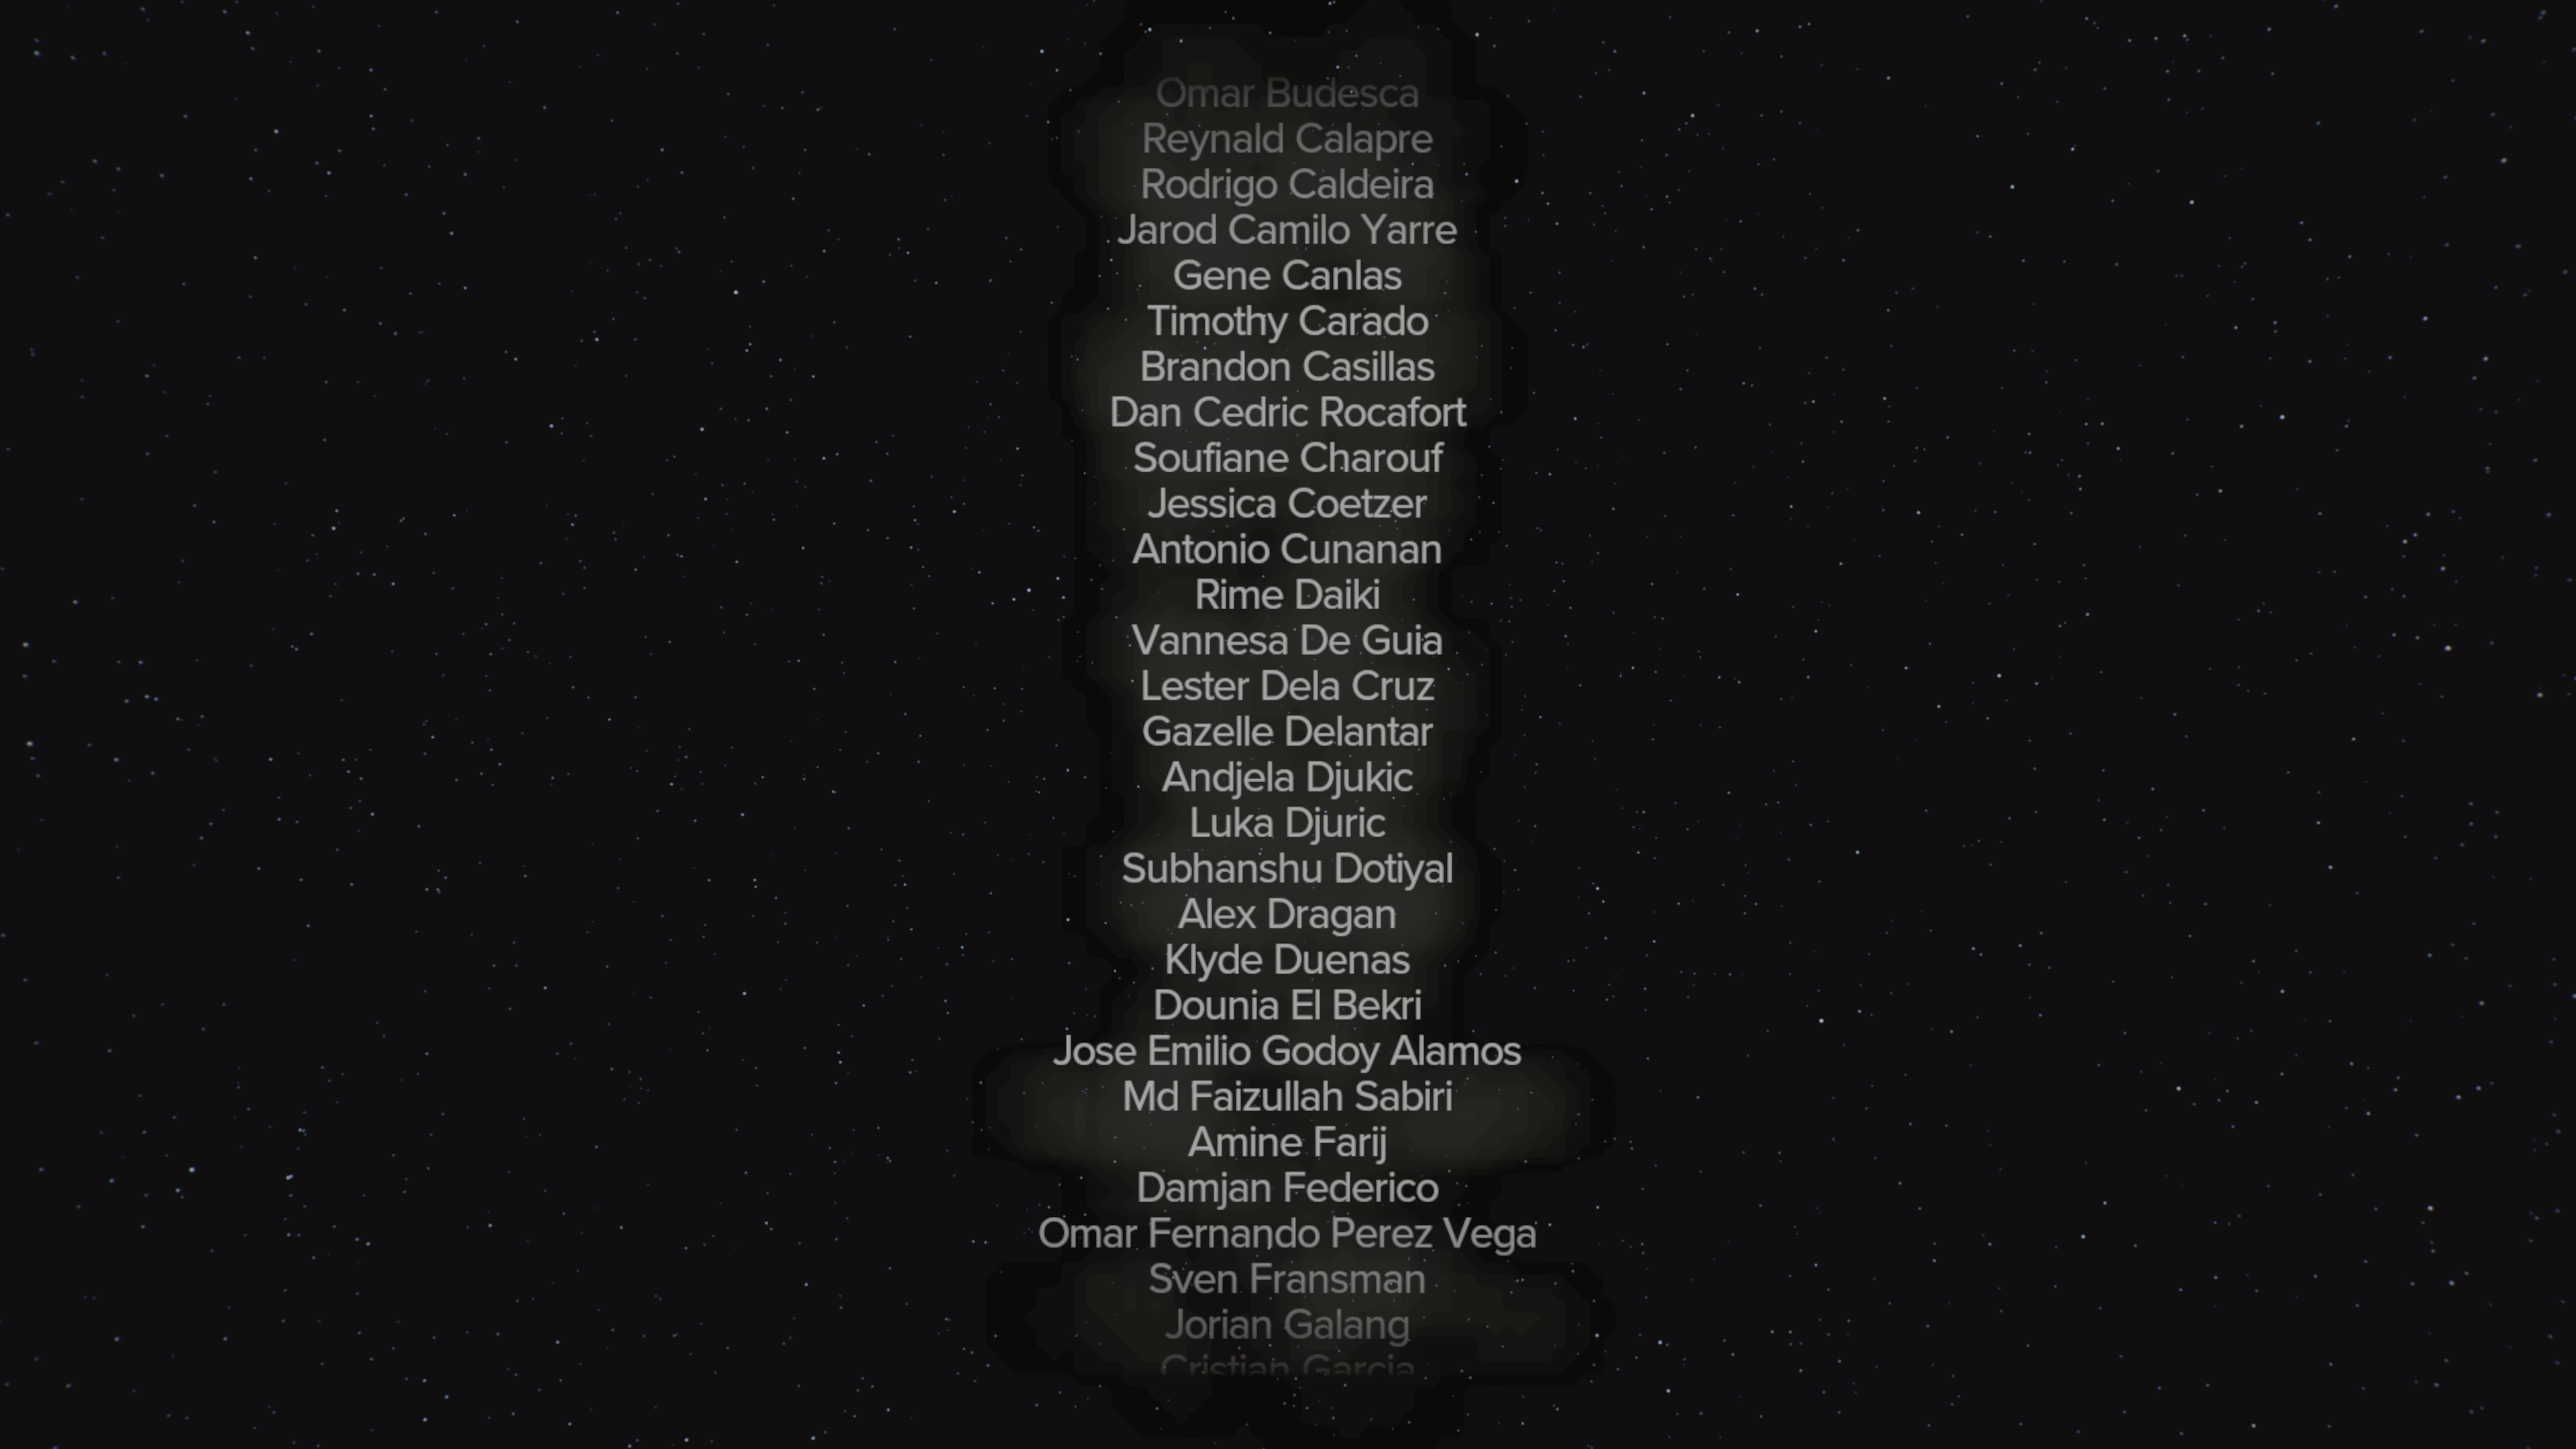 Omar Budesca
Reynald Calapre
Rodrigo Caldeira
Jarod Camilo Yarre
Gene Canlas
Timothy Carado
Brandon Casillas
Dan Cedric Rocafort
Soufiane Charouf
Jessica Coetzer
Antonio Cunanan
Rime Daiki
Vannesa De Guia
Lester Dela Cruz
Gazelle Delantar
Andjela Djukic
Luka Djuric
Subhanshu Dotiyal
Alex Dragan
Klyde Duenas
Dounia El Bekri
Jose Emilio Godoy Alamos
Md Faizullah Sabiri
Amine Farij
Damjan Federico
Omar Fernando Perez Vega
Sven Fransman
Jorian Galang
Cristian Garcia